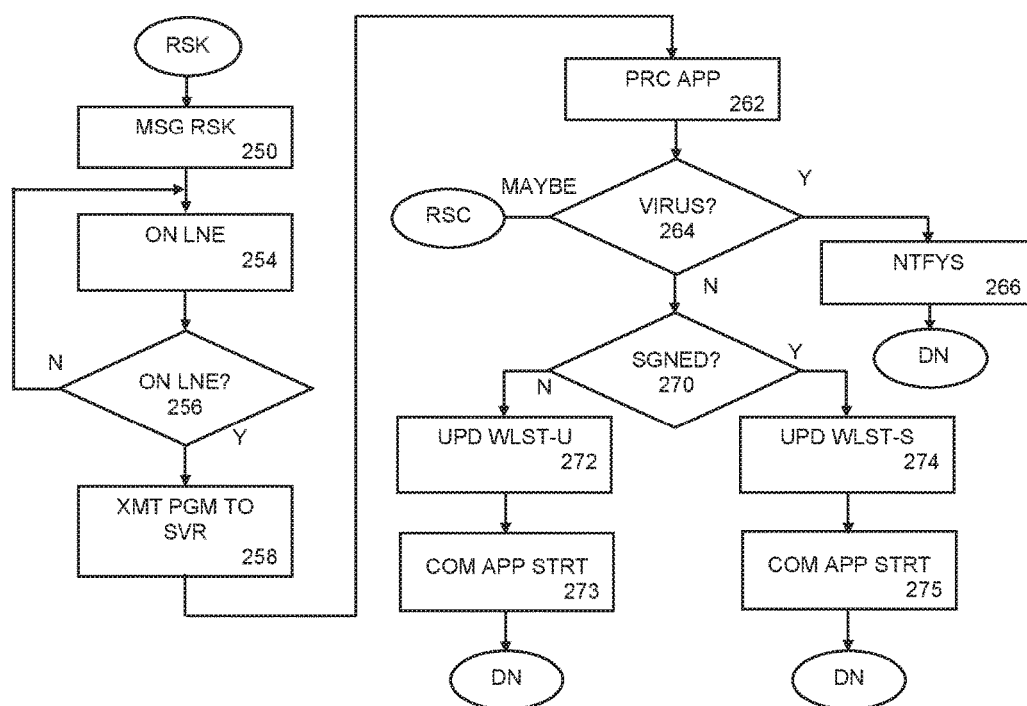 RSK
MSG RSK
250
ON LNE
254
N
ON LNE?
256
Y
XMT PGM TO
SVR
258
PRC APP
262
MAYBE
Y
RSC
VIRUS?
264
NTFYS
266
N
DN
SGNED?
270
N
Y
UPD WLST-U
272
UPD WLST-S
274
COM APP STRT
273
COM APP STRT
275
DN
DN